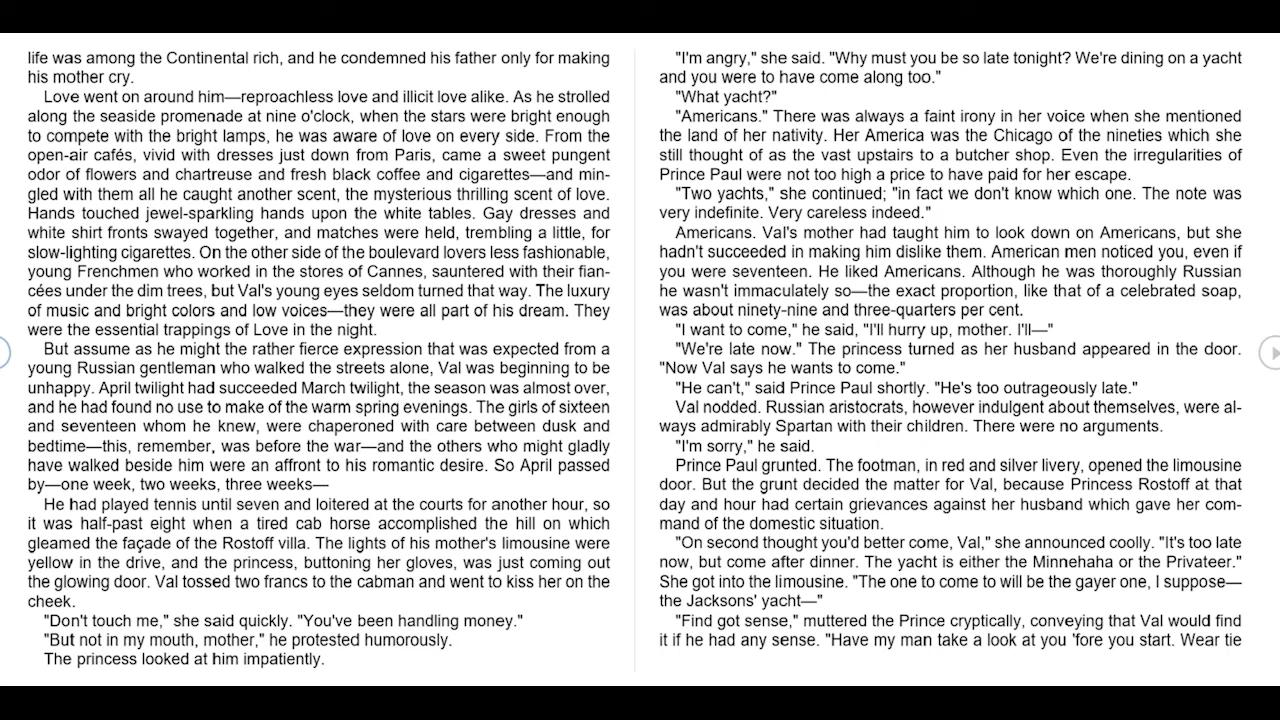 life was among the Continental rich, and he condemned his father only for making
his mother cry.
Love went on around him—reproachless love and illicit love alike. As he strolled
along the seaside promenade at nine o'clock, when the stars were bright enough
to compete with the bright lamps, he was aware of love on every side. From the
open-air cafés, vivid with dresses just down from Paris, came a sweet pungent
odor of flowers and chartreuse and fresh black coffee and cigarettes—and min-
gled with them all he caught another scent, the mysterious thrilling scent of love.
Hands touched jewel-sparkling hands upon the white tables. Gay dresses and
white shirt fronts swayed together, and matches were held, trembling a little, for
slow-lighting cigarettes. On the other side of the boulevard lovers less fashionable,
young Frenchmen who worked in the stores of Cannes, sauntered with their fian-
cées under the dim trees, but Val's young eyes seldom turned that way. The luxury
of music and bright colors and low voices—they were all part of his dream. They
were the essential trappings of Love in the night.
But assume as he might the rather fierce expression that was expected from a
young Russian gentleman who walked the streets alone, Val was beginning to be
unhappy. April twilight had succeeded March twilight, the season was almost over,
and he had found no use to make of the warm spring evenings. The girls of sixteen
and seventeen whom he knew, were chaperoned with care between dusk and
bedtime—this, remember, was before the war—and the others who might gladly
have walked beside him were an affront to his romantic desire. So April passed
by—one week, two weeks, three weeks—
He had played tennis until seven and loitered at the courts for another hour, so
it was half-past eight when a tired cab horse accomplished the hill on which
gleamed the façade of the Rostoff villa. The lights of his mother's limousine were
yellow in the drive, and the princess, buttoning her gloves, was just coming out
the glowing door. Val tossed two francs to the cabman and went to kiss her on the
cheek.
"Don't touch me," she said quickly. "You've been handling money."
"But not in my mouth, mother," he protested humorously.
The princess looked at him impatiently.
"I'm angry," she said. "Why must you be so late tonight? We're dining on a yacht
and you were to have come along too."
"What yacht?"
"Americans." There was always a faint irony in her voice when she mentioned
the land of her nativity. Her America was the Chicago of the nineties which she
still thought of as the vast upstairs to a butcher shop. Even the irregularities of
Prince Paul were not too high a price to have paid for her escape.
"Two yachts," she continued; "in fact we don't know which one. The note was
very indefinite. Very careless indeed."
Americans. Val's mother had taught him to look down on Americans, but she
hadn't succeeded in making him dislike them. American men noticed you, even if
you were seventeen. He liked Americans. Although he was thoroughly Russian
he wasn't immaculately so—the exact proportion, like that of a celebrated soap,
was about ninety-nine and three-quarters per cent.
"I want to come," he said, "I'll hurry up, mother. I'll—"
"We're late now." The princess turned as her husband appeared in the door.
"Now Val says he wants to come."
"He can't," said Prince Paul shortly. "He's too outrageously late."
Val nodded. Russian aristocrats, however indulgent about themselves, were al-
ways admirably Spartan with their children. There were no arguments.
"I'm sorry," he said.
Prince Paul grunted. The footman, in red and silver livery, opened the limousine
door. But the grunt decided the matter for Val, because Princess Rostoff at that
day and hour had certain grievances against her husband which gave her com-
mand of the domestic situation.
"On second thought you'd better come, Val," she announced coolly. "It's too late
now, but come after dinner. The yacht is either the Minnehaha or the Privateer."
She got into the limousine. "The one to come to will be the gayer one, I suppose—
the Jacksons' yacht—"
"Find got sense," muttered the Prince cryptically, conveying that Val would find
it if he had any sense. "Have my man take a look at you 'fore you start. Wear tie